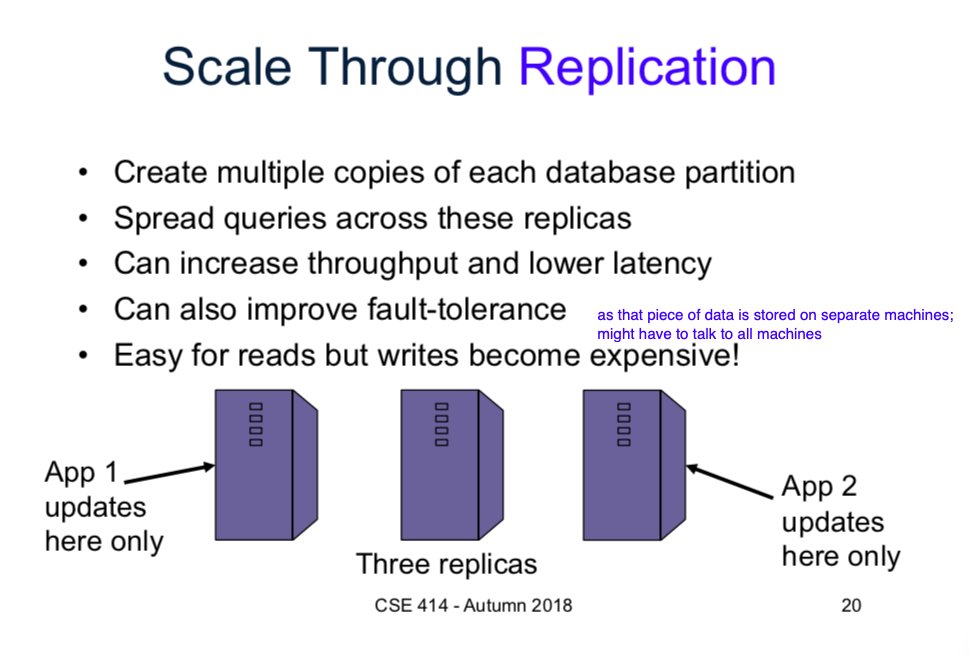 Scale Through Replication
• Create multiple copies of each database partition
• Spread queries across these replicas
• Can increase throughput and lower latency
• Can also improve fault-tolerance
as that piece of data is stored on separate machines;
might have to talk to all machines
• Easy for reads but writes become expensive!
App 1
updates
here only
App 2
updates
here only
Three replicas
CSE 414 - Autumn 2018
20